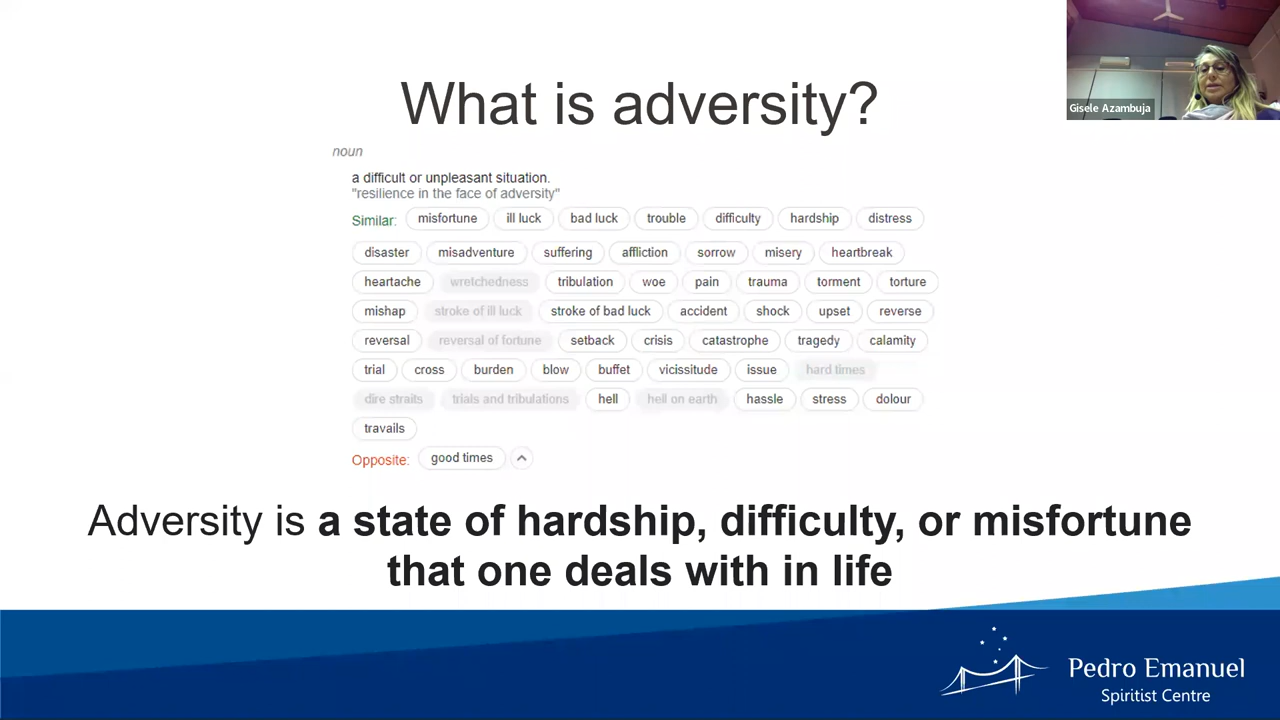 What is adversity?
Gisele Azambuja
noun
a difficult or unpleasant situation.
"resilience in the face of adversity"
Similar: misfortune ill luck bad luck trouble difficulty hardship distress
disaster misadventure suffering affliction sorrow misery heartbreak
heartache wretchedness tribulation woe pain trauma torment torture
mishap stroke of ill luck stroke of bad luck accident shock upset reverse
reversal reversal of fortune setback crisis catastrophe tragedy calamity
trial cross burden blow buffet vicissitude issue hard times
dire straits trials and tribulations hell hell on earth hassle stress dolour
travails
Opposite: good times
Adversity is a state of hardship, difficulty, or misfortune
that one deals with in life
Pedro Emanuel
Spiritist Centre